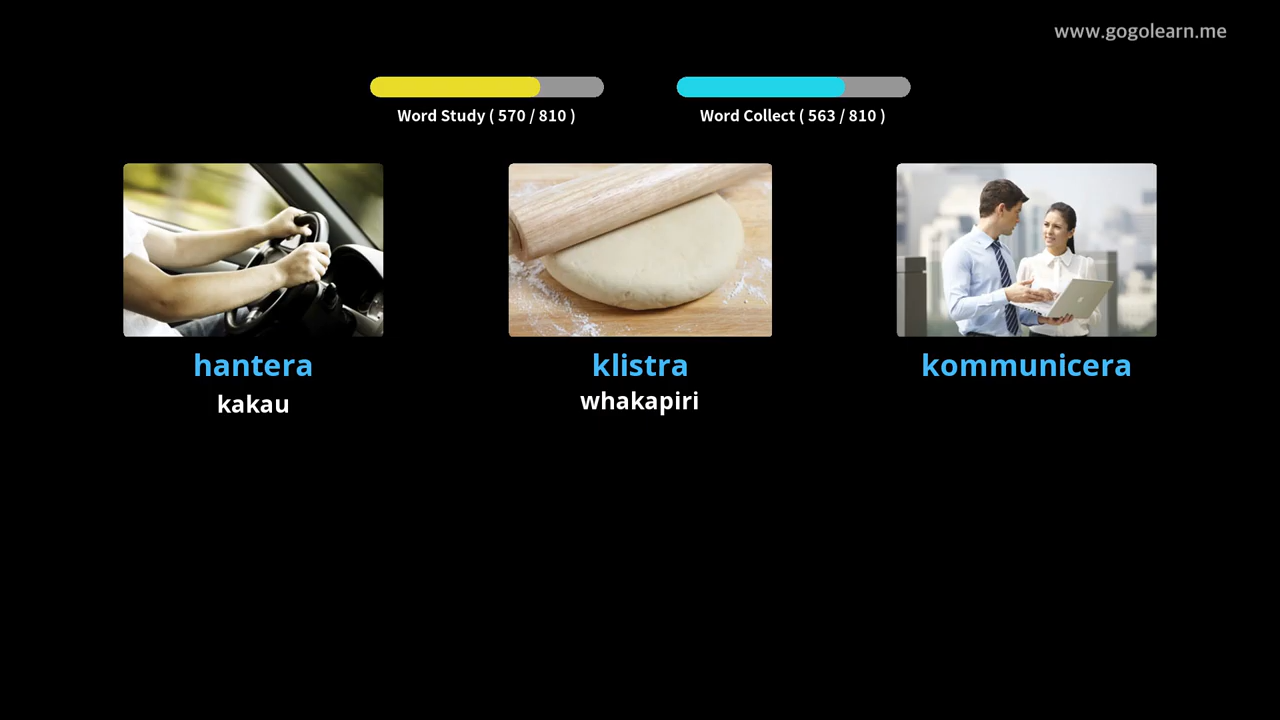 www.gogolearn.me
Word Study ( 570 / 810 )
Word Collect ( 563 / 810 )
hantera
klistra
kommunicera
kakau
whakapiri